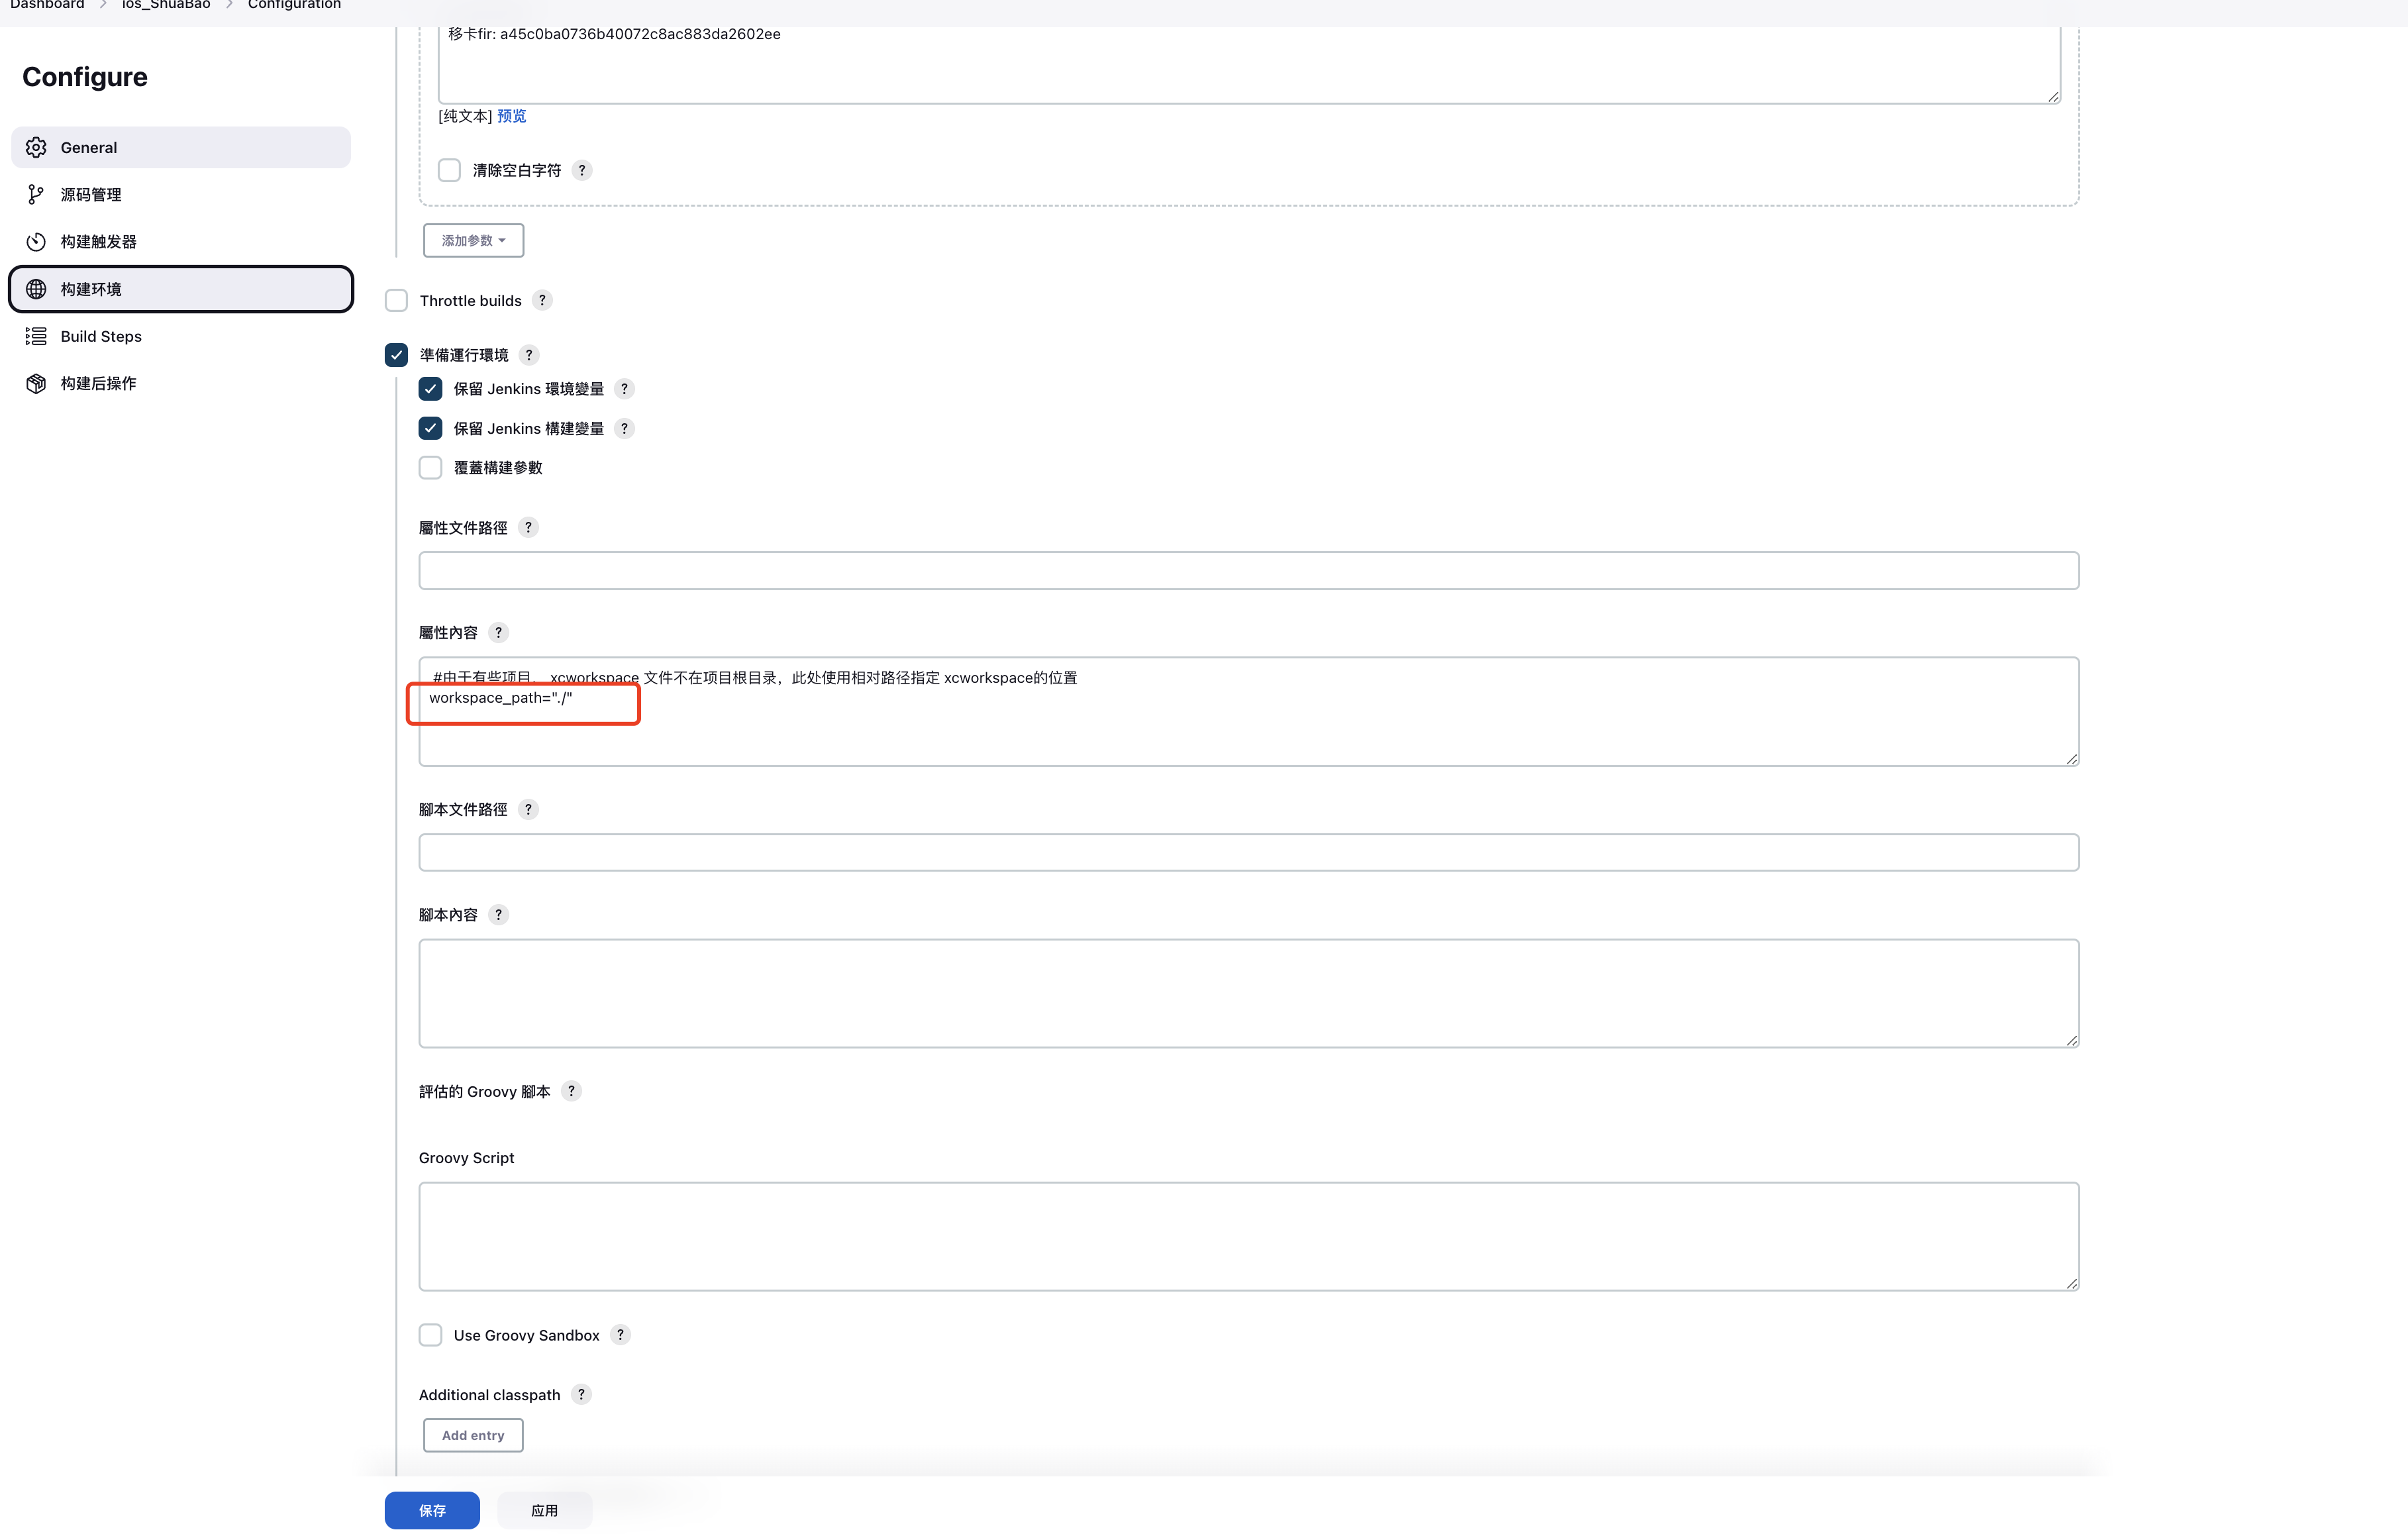 Dashboard > ios_ShuaBao > Configuration
Configure
General
源码管理
构建触发器
构建环境
Build Steps
构建后操作
移卡fir: a45c0ba0736b40072c8ac883da2602ee
[纯文本] 预览
清除空白字符 ?
添加参数
Throttle builds ?
準備運行環境 ?
保留 Jenkins 環境變量 ?
保留 Jenkins 構建變量 ?
覆蓋構建參數
屬性文件路徑 ?
屬性內容 ?
#由于有些项目， xcworkspace 文件不在项目根目录，此处使用相对路径指定 xcworkspace的位置
workspace_path="./"
腳本文件路徑 ?
腳本內容 ?
評估的 Groovy 腳本 ?
Groovy Script
Use Groovy Sandbox ?
Additional classpath ?
Add entry
保存
应用